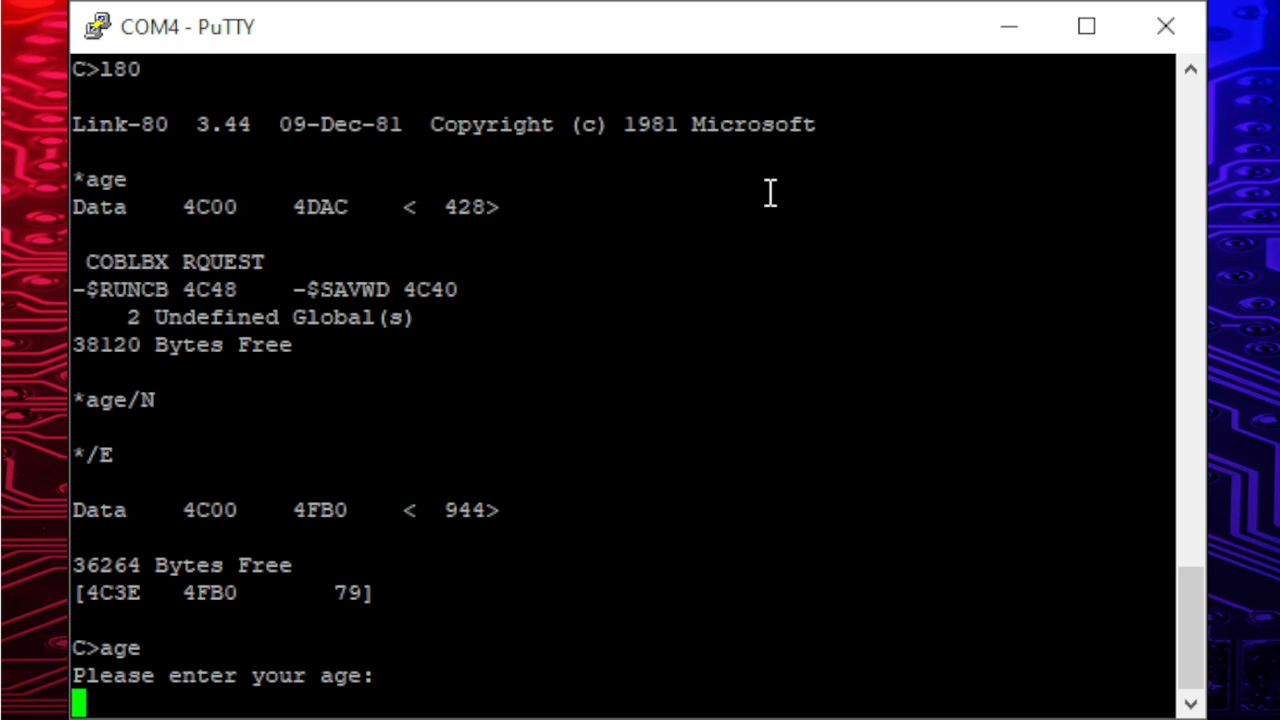 COM4 - PuTTY
C>l80
Link-80  3.44  09-Dec-81  Copyright (c) 1981 Microsoft
*age
Data    4C00    4DAC    <  428>
COBLBX RQUEST
-$RUNCB 4C48    -$SAVWD 4C40
2 Undefined Global(s)
38120 Bytes Free
*age/N
*/E
Data    4C00    4FB0    <  944>
36264 Bytes Free
[4C3E   4FB0       79]
C>age
Please enter your age: